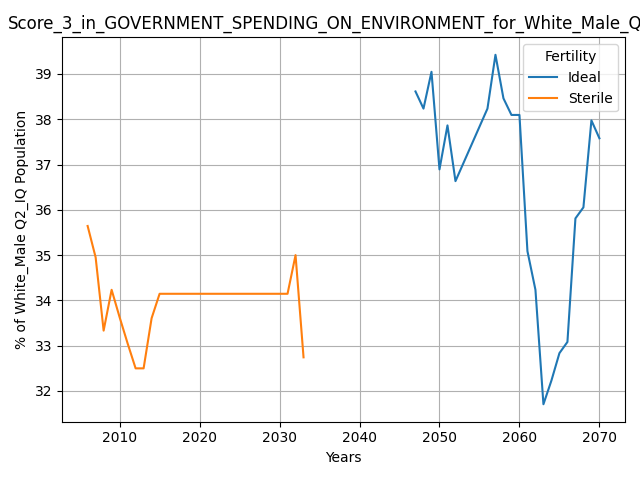 Score_3_in_GOVERNMENT_SPENDING_ON_ENVIRONMENT_for_White_Male_Q
Fertility
Ideal
Sterile
39
38
37
36
35
34
33
32
% of White_Male Q2_IQ Population
2010 2020 2030 2040 2050 2060 2070
Years